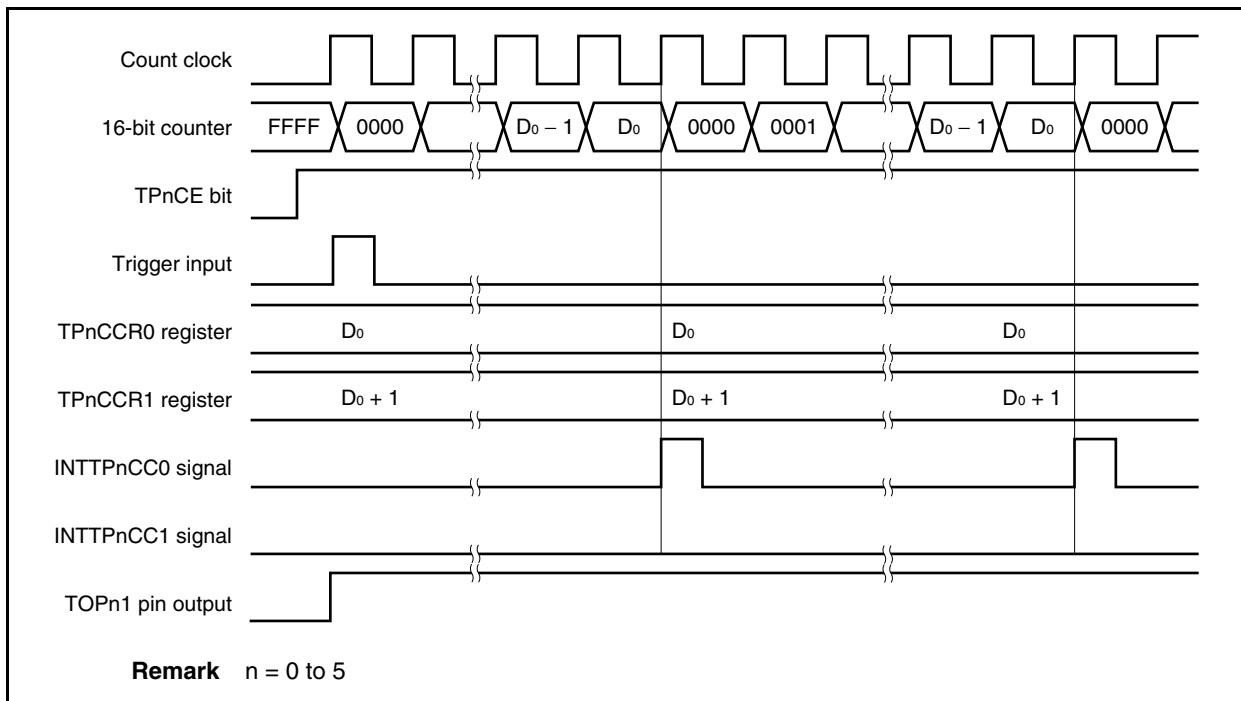 Count clock
16-bit counter FFFF 0000 D₀ − 1 D₀ 0000 0001 D₀ − 1 D₀ 0000
TPnCE bit
Trigger input
TPnCCR0 register D₀ D₀ D₀
TPnCCR1 register D₀ + 1 D₀ + 1 D₀ + 1
INTTPnCC0 signal
INTTPnCC1 signal
TOPn1 pin output
Remark n = 0 to 5